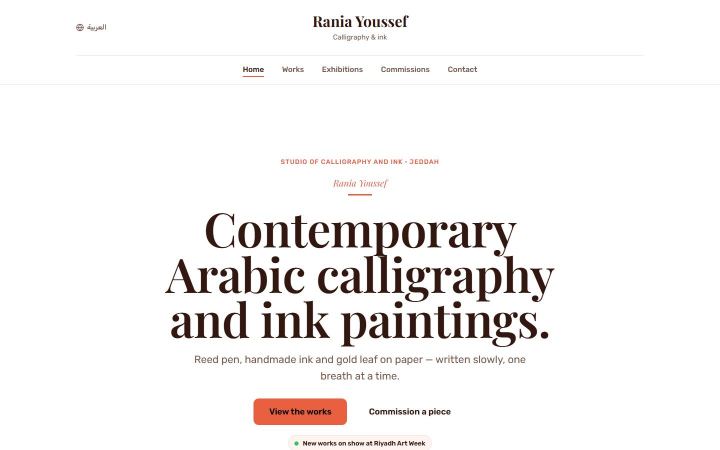 العربية
Rania Youssef
Calligraphy & ink
Home
Works
Exhibitions
Commissions
Contact
STUDIO OF CALLIGRAPHY AND INK · JEDDAH
Rania Youssef
Contemporary
Arabic calligraphy
and ink paintings.
Reed pen, handmade ink and gold leaf on paper — written slowly, one
breath at a time.
View the works
Commission a piece
New works on show at Riyadh Art Week